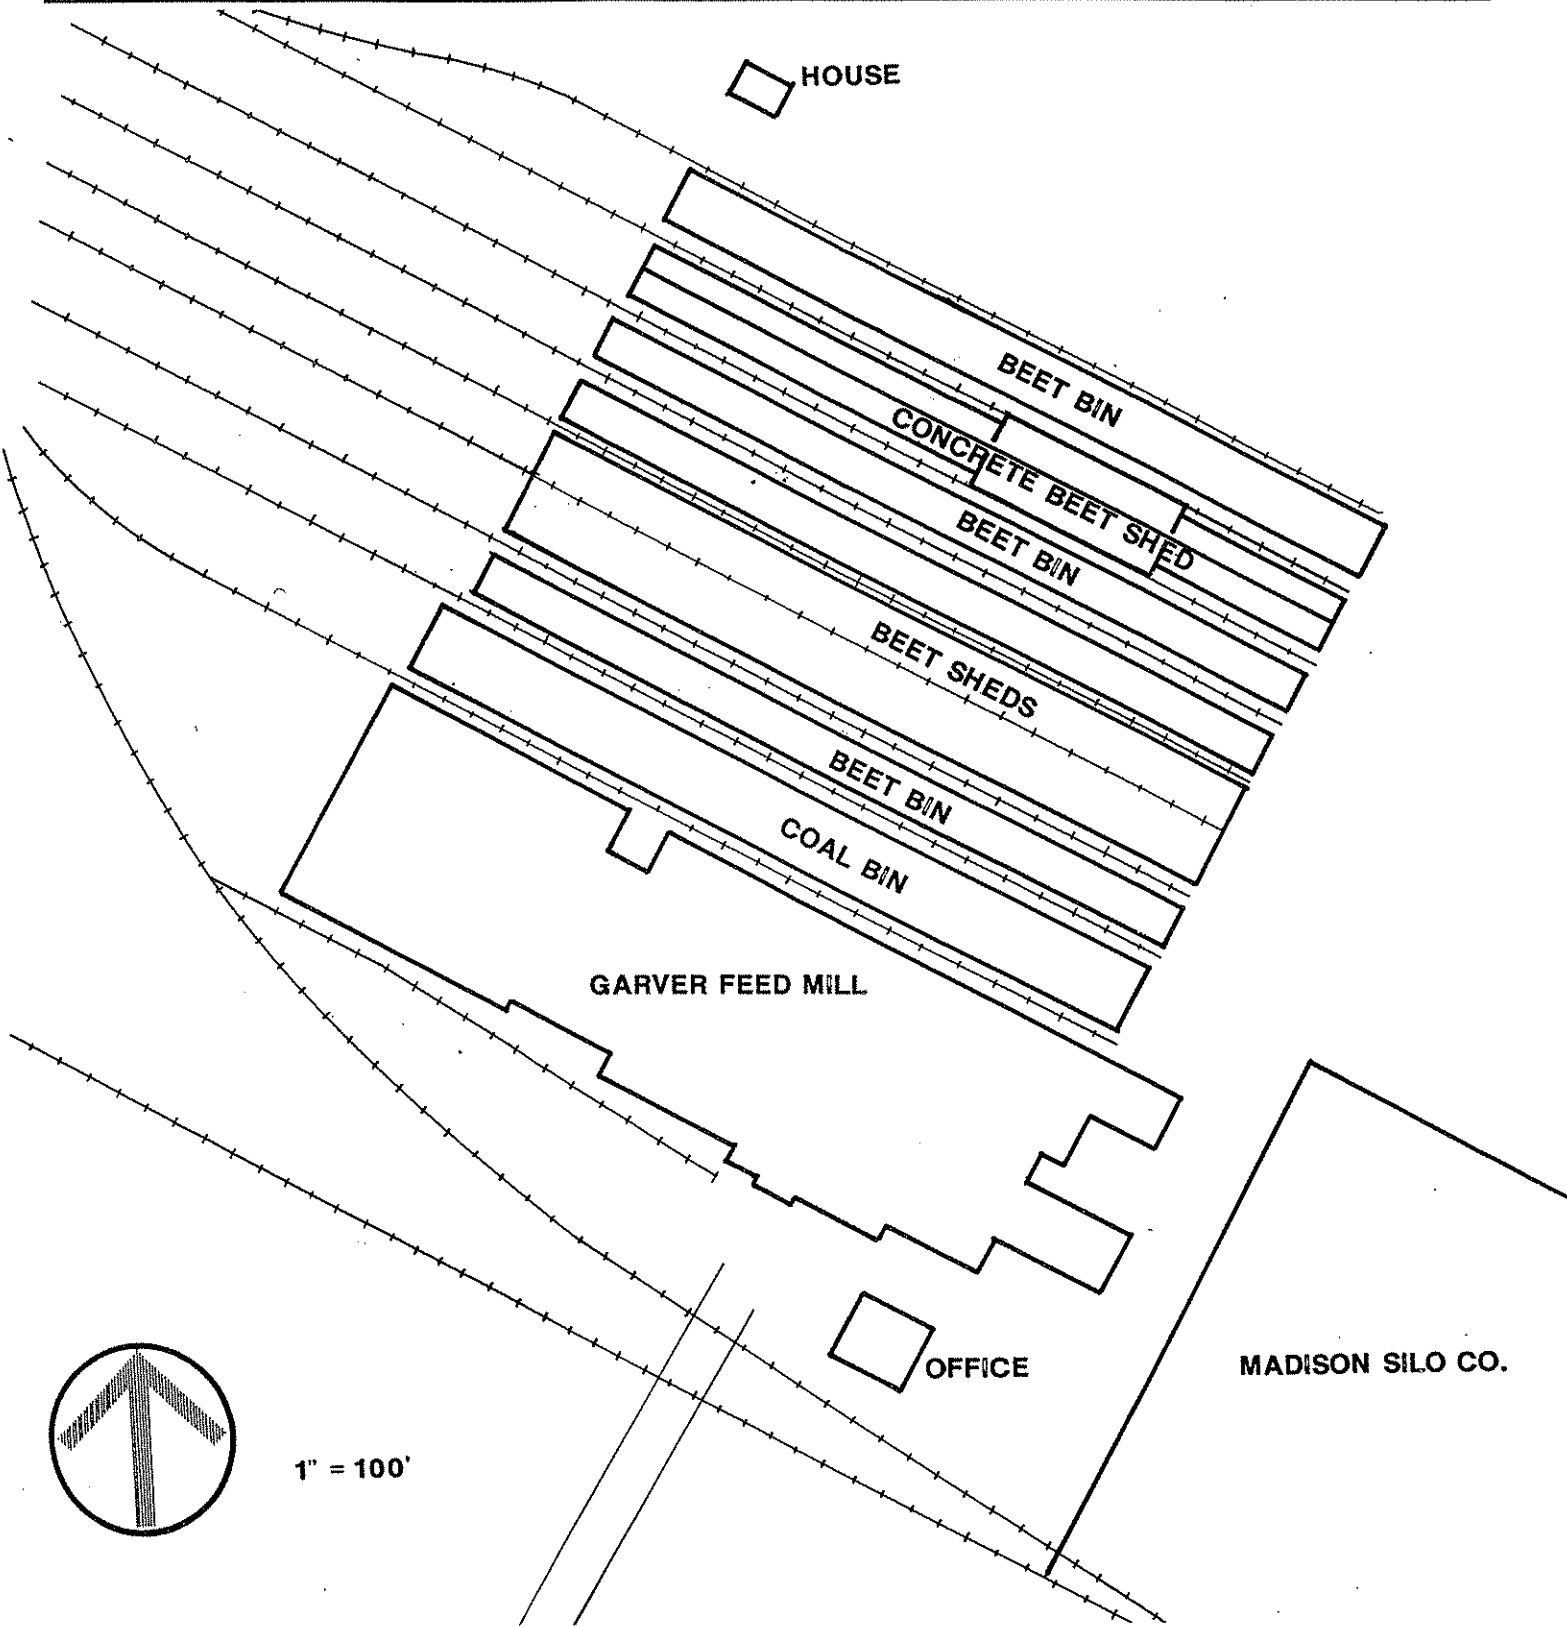 HOUSE
BEET BIN
CONCRETE BEET SHED
BEET BIN
BEET SHEDS
BEET BIN
COAL BIN
GARVER FEED MILL
OFFICE
MADISON SILO CO.
1" = 100'